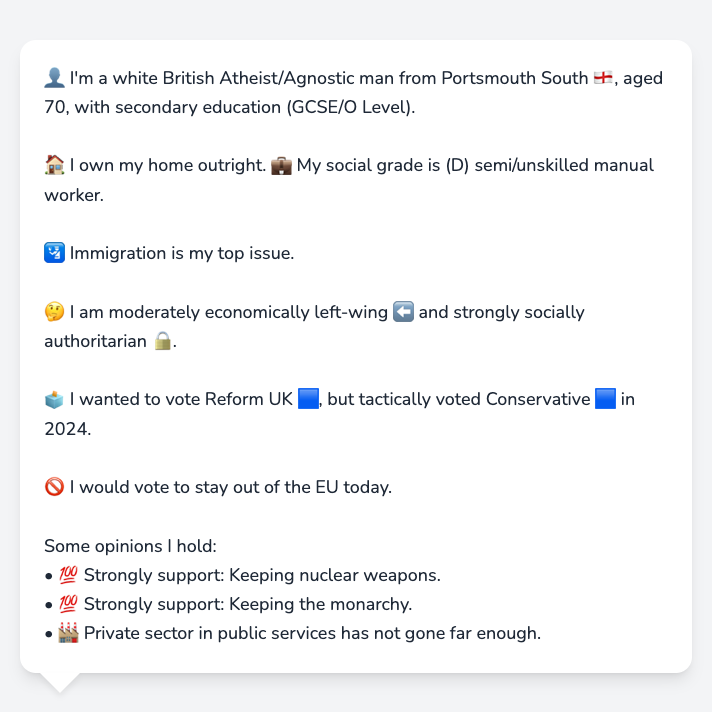 👤 I'm a white British Atheist/Agnostic man from Portsmouth South 🏴󠁧󠁢󠁥󠁮󠁧󠁿, aged
70, with secondary education (GCSE/O Level).
🏠 I own my home outright. 💼 My social grade is (D) semi/unskilled manual
worker.
🛂 Immigration is my top issue.
🤔 I am moderately economically left-wing ⬅️ and strongly socially
authoritarian 🔒.
🗳️ I wanted to vote Reform UK 🟦, but tactically voted Conservative 🟦 in
2024.
🚫 I would vote to stay out of the EU today.
Some opinions I hold:
• 💯 Strongly support: Keeping nuclear weapons.
• 💯 Strongly support: Keeping the monarchy.
• 🏭 Private sector in public services has not gone far enough.